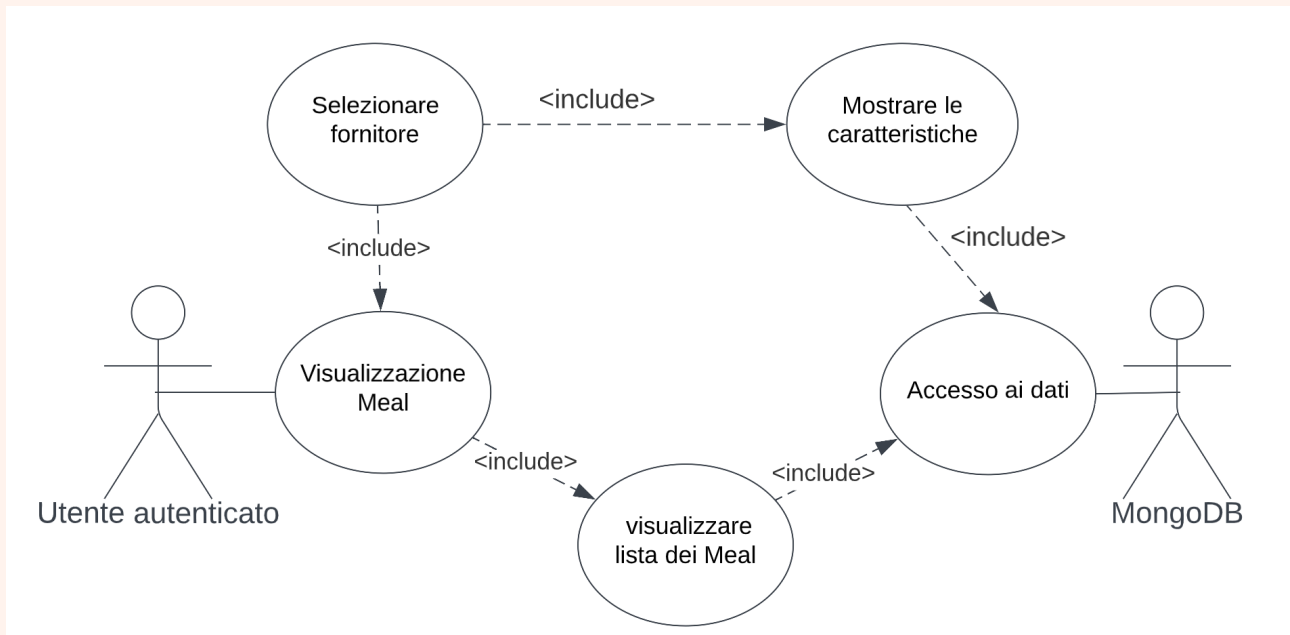 Selezionare
fornitore
<include>
Mostrare le
caratteristiche
<include>
<include>
Visualizzazione
Meal
Accesso ai dati
<include>
<include>
Utente autenticato
MongoDB
visualizzare
lista dei Meal